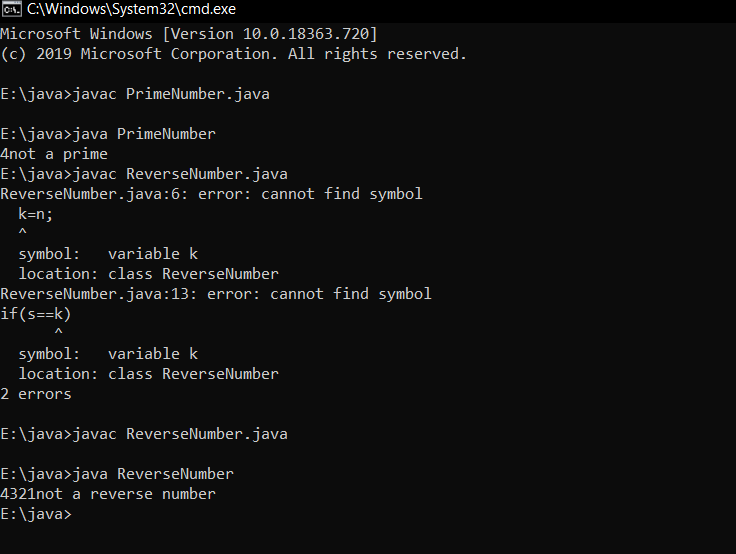 C:\Windows\System32\cmd.exe
Microsoft Windows [Version 10.0.18363.720]
(c) 2019 Microsoft Corporation. All rights reserved.
E:\java>javac PrimeNumber.java
E:\java>java PrimeNumber
4not a prime
E:\java>javac ReverseNumber.java
ReverseNumber.java:6: error: cannot find symbol
  k=n;
  ^
  symbol:   variable k
  location: class ReverseNumber
ReverseNumber.java:13: error: cannot find symbol
if(s==k)
      ^
  symbol:   variable k
  location: class ReverseNumber
2 errors
E:\java>javac ReverseNumber.java
E:\java>java ReverseNumber
4321not a reverse number
E:\java>